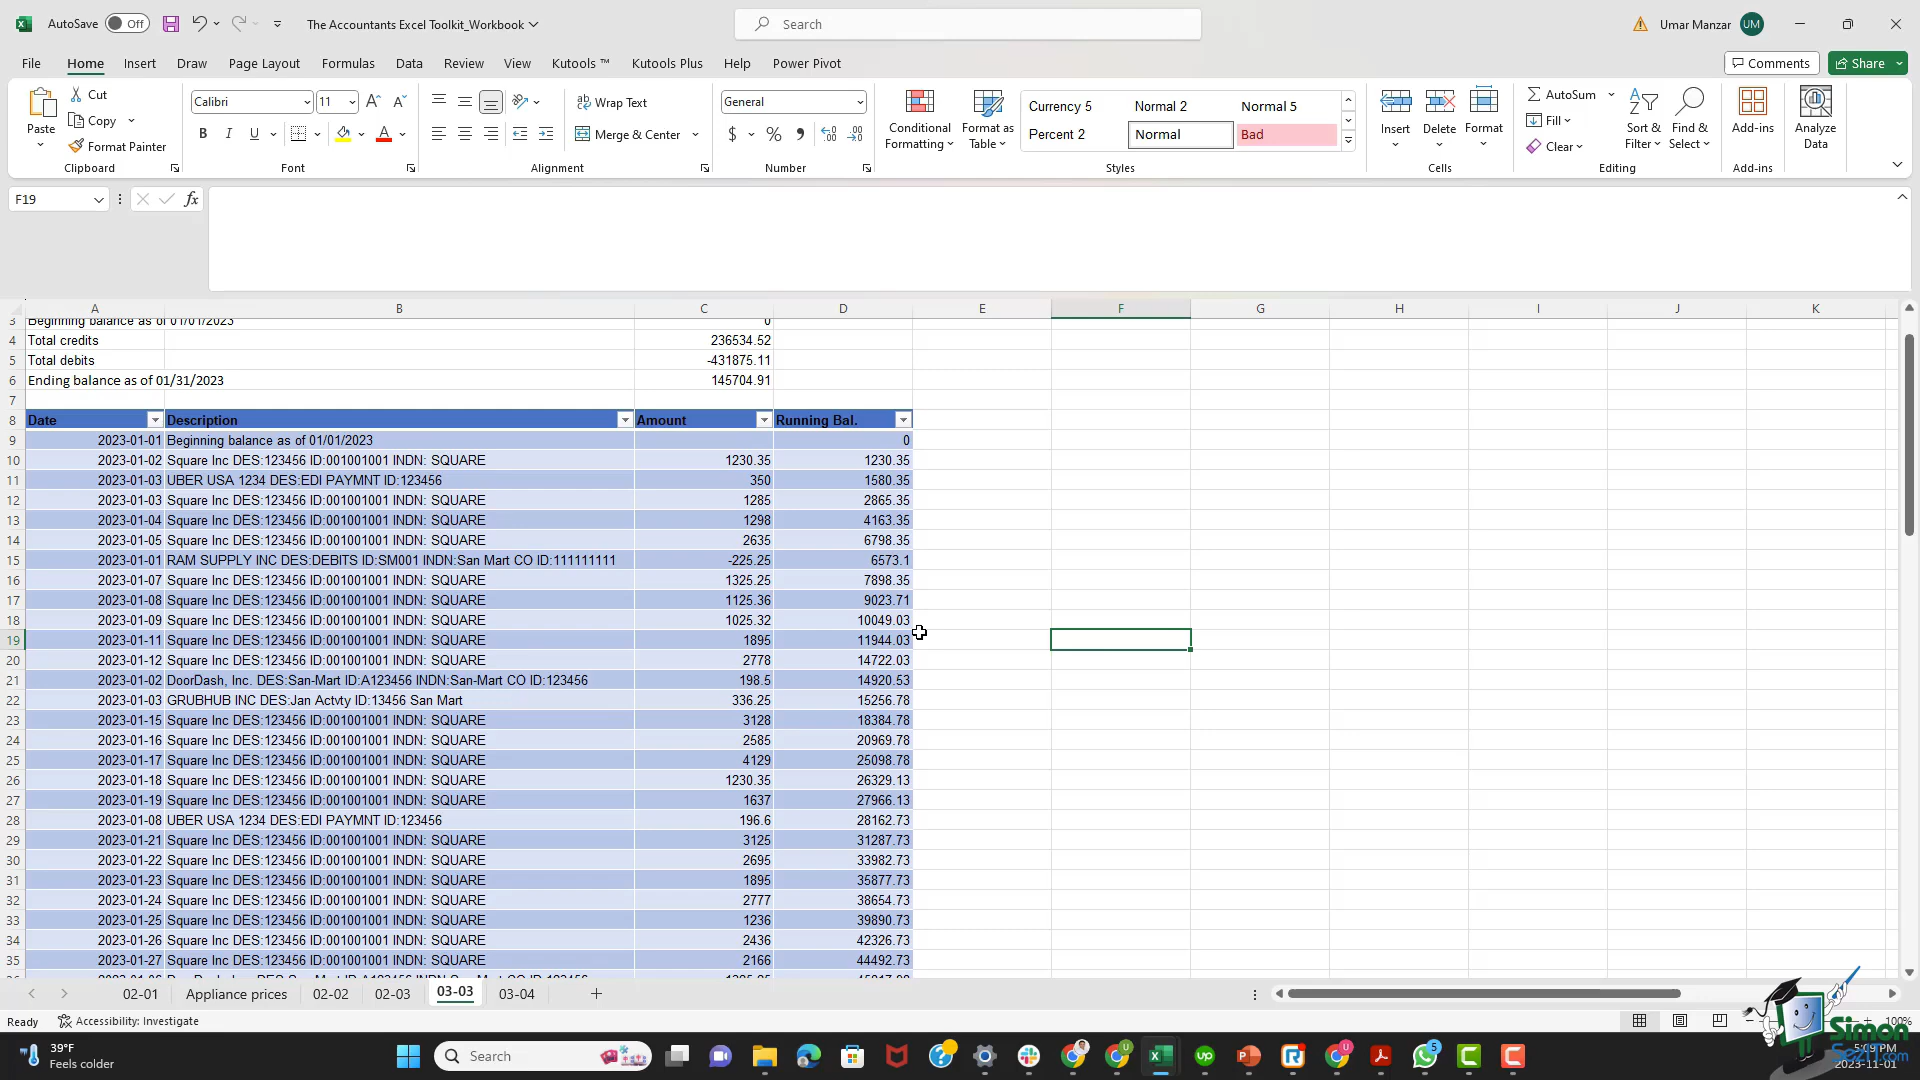 AutoSave Off The Accountants Excel Toolkit_Workbook Search Umar Manzar UM
File Home Insert Draw Page Layout Formulas Data Review View Kutools ™ Kutools Plus Help Power Pivot Comments Share
Paste Cut Copy Format Painter Clipboard
Calibri 11 B I U A Font
Wrap Text Merge & Center Alignment
General $ % Number
Conditional Formatting Format as Table
Currency 5 Normal 2 Normal 5
Percent 2 Normal Bad
Styles
Insert Delete Format Cells
AutoSum Fill Clear Sort & Filter Find & Select Editing
Add-ins Add-ins
Analyze Data
F19 fx
A B C D E F G H I J K
3 Beginning balance as of 01/01/2023 0
4 Total credits 236534.52
5 Total debits -431875.11
6 Ending balance as of 01/31/2023 145704.91
7
8 Date Description Amount Running Bal.
9 2023-01-01 Beginning balance as of 01/01/2023 0
10 2023-01-02 Square Inc DES:123456 ID:001001001 INDN: SQUARE 1230.35 1230.35
11 2023-01-03 UBER USA 1234 DES:EDI PAYMNT ID:123456 350 1580.35
12 2023-01-03 Square Inc DES:123456 ID:001001001 INDN: SQUARE 1285 2865.35
13 2023-01-04 Square Inc DES:123456 ID:001001001 INDN: SQUARE 1298 4163.35
14 2023-01-05 Square Inc DES:123456 ID:001001001 INDN: SQUARE 2635 6798.35
15 2023-01-01 RAM SUPPLY INC DES:DEBITS ID:SM001 INDN:San Mart CO ID:111111111 -225.25 6573.1
16 2023-01-07 Square Inc DES:123456 ID:001001001 INDN: SQUARE 1325.25 7898.35
17 2023-01-08 Square Inc DES:123456 ID:001001001 INDN: SQUARE 1125.36 9023.71
18 2023-01-09 Square Inc DES:123456 ID:001001001 INDN: SQUARE 1025.32 10049.03
19 2023-01-11 Square Inc DES:123456 ID:001001001 INDN: SQUARE 1895 11944.03
20 2023-01-12 Square Inc DES:123456 ID:001001001 INDN: SQUARE 2778 14722.03
21 2023-01-02 DoorDash, Inc. DES:San-Mart ID:A123456 INDN:San-Mart CO ID:123456 198.5 14920.53
22 2023-01-03 GRUBHUB INC DES:Jan Actvty ID:13456 San Mart 336.25 15256.78
23 2023-01-15 Square Inc DES:123456 ID:001001001 INDN: SQUARE 3128 18384.78
24 2023-01-16 Square Inc DES:123456 ID:001001001 INDN: SQUARE 2585 20969.78
25 2023-01-17 Square Inc DES:123456 ID:001001001 INDN: SQUARE 4129 25098.78
26 2023-01-18 Square Inc DES:123456 ID:001001001 INDN: SQUARE 1230.35 26329.13
27 2023-01-19 Square Inc DES:123456 ID:001001001 INDN: SQUARE 1637 27966.13
28 2023-01-08 UBER USA 1234 DES:EDI PAYMNT ID:123456 196.6 28162.73
29 2023-01-21 Square Inc DES:123456 ID:001001001 INDN: SQUARE 3125 31287.73
30 2023-01-22 Square Inc DES:123456 ID:001001001 INDN: SQUARE 2695 33982.73
31 2023-01-23 Square Inc DES:123456 ID:001001001 INDN: SQUARE 1895 35877.73
32 2023-01-24 Square Inc DES:123456 ID:001001001 INDN: SQUARE 2777 38654.73
33 2023-01-25 Square Inc DES:123456 ID:001001001 INDN: SQUARE 1236 39890.73
34 2023-01-26 Square Inc DES:123456 ID:001001001 INDN: SQUARE 2436 42326.73
35 2023-01-27 Square Inc DES:123456 ID:001001001 INDN: SQUARE 2166 44492.73
02-01 Appliance prices 02-02 02-03 03-03 03-04
Ready Accessibility: Investigate 100%
39°F
Feels colder
Search
5:09 PM
2023-11-01
Simon
SezIT.com